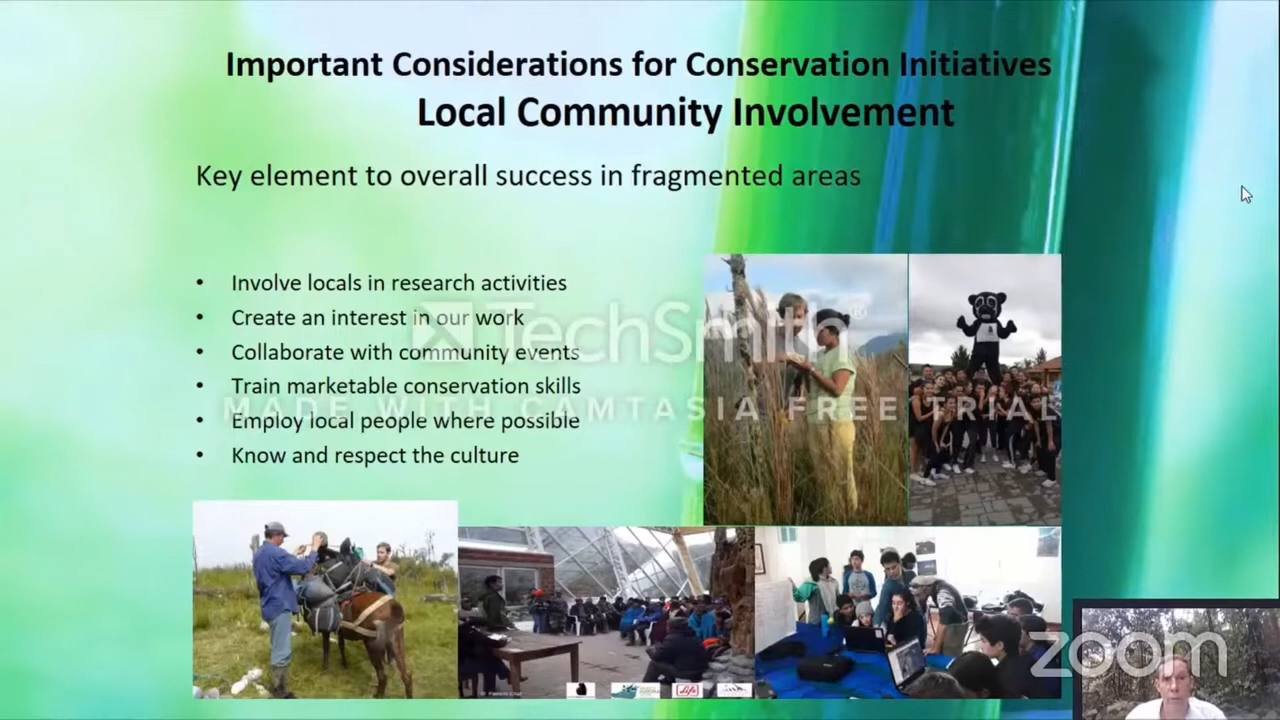 Important Considerations for Conservation Initiatives
Local Community Involvement
Key element to overall success in fragmented areas
• Involve locals in research activities
• Create an interest in our work
• Collaborate with community events
• Train marketable conservation skills
• Employ local people where possible
• Know and respect the culture
TechSmith®
MADE WITH CAMTASIA FREE TRIAL
Life
zoom